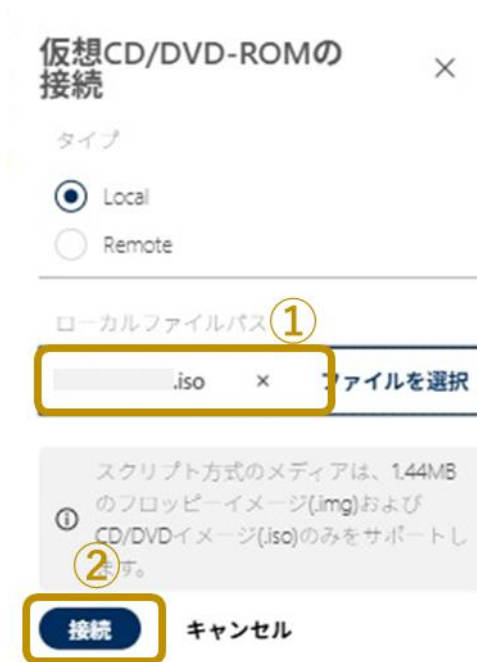 仮想CD/DVD-ROMの
接続
×
タイプ
Local
Remote
ローカルファイルパス
①
.iso
×
ファイルを選択
スクリプト方式のメディアは、1.44MB
のフロッピーイメージ(.img)および
CD/DVDイメージ(.iso)のみをサポートし
ます。
②
接続
キャンセル